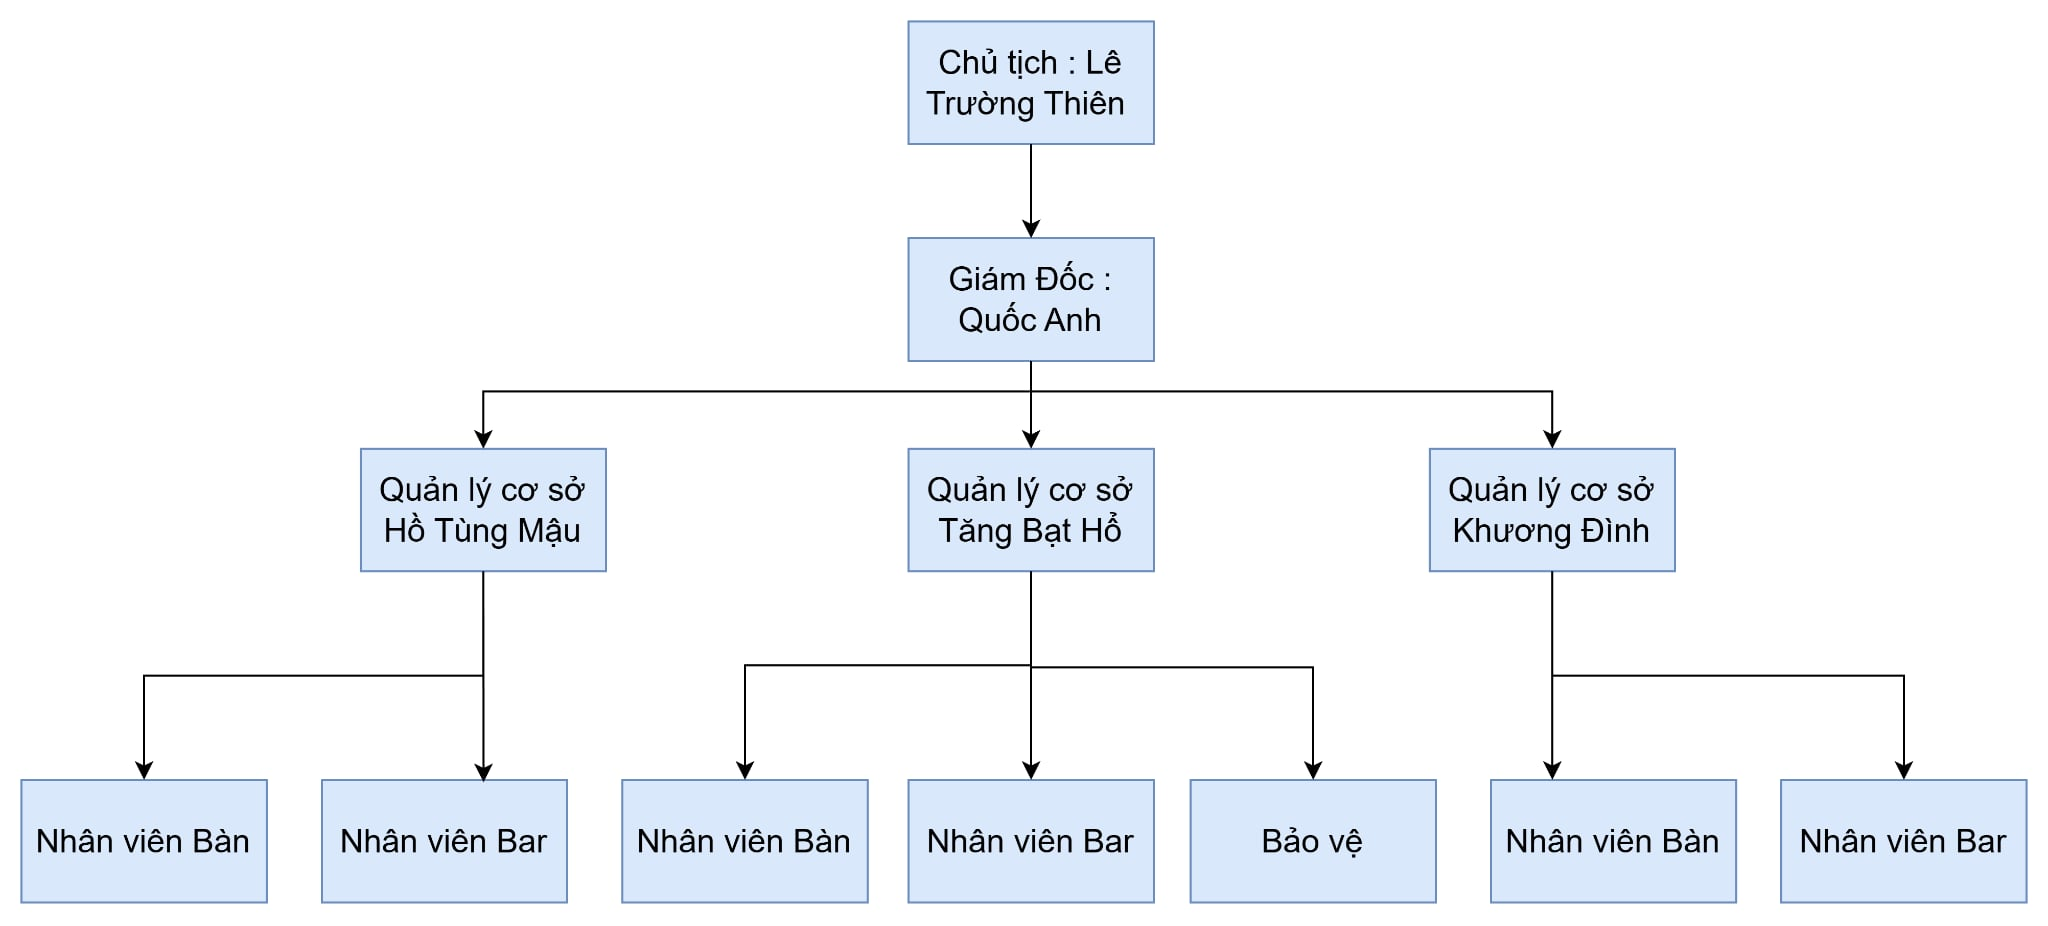 Chủ tịch : Lê
Trường Thiên
Giám Đốc :
Quốc Anh
Quản lý cơ sở
Hồ Tùng Mậu
Quản lý cơ sở
Tăng Bạt Hổ
Quản lý cơ sở
Khương Đình
Nhân viên Bàn
Nhân viên Bar
Nhân viên Bàn
Nhân viên Bar
Bảo vệ
Nhân viên Bàn
Nhân viên Bar